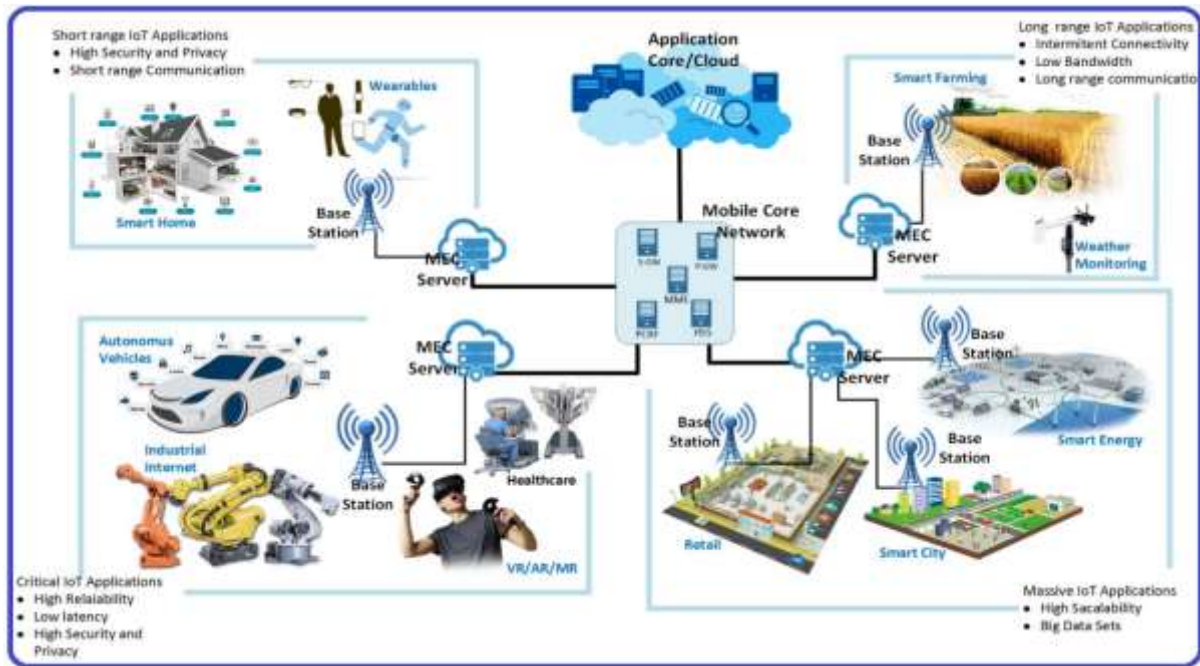 Short range IoT Applications
● High Security and Privacy
● Short range Communication
Wearables
Smart Home
Base
Station
MEC
Server
Application
Core/Cloud
Long range IoT Applications
● Intermitent Connectivity
● Low Bandwidth
● Long range communication
Smart Farming
Base
Station
MEC
Server
Weather
Monitoring
Mobile Core
Network
MME
Autonomus
Vehicles
Industrial
Internet
MEC
Server
Base
Station
Healthcare
VR/AR/MR
Critical IoT Applications
● High Relaiability
● Low latency
● High Security and
Privacy
MEC
Server
Base
Station
Smart Energy
Base
Station
Retail
Base
Station
Smart City
Massive IoT Applications
● High Sacalability
● Big Data Sets